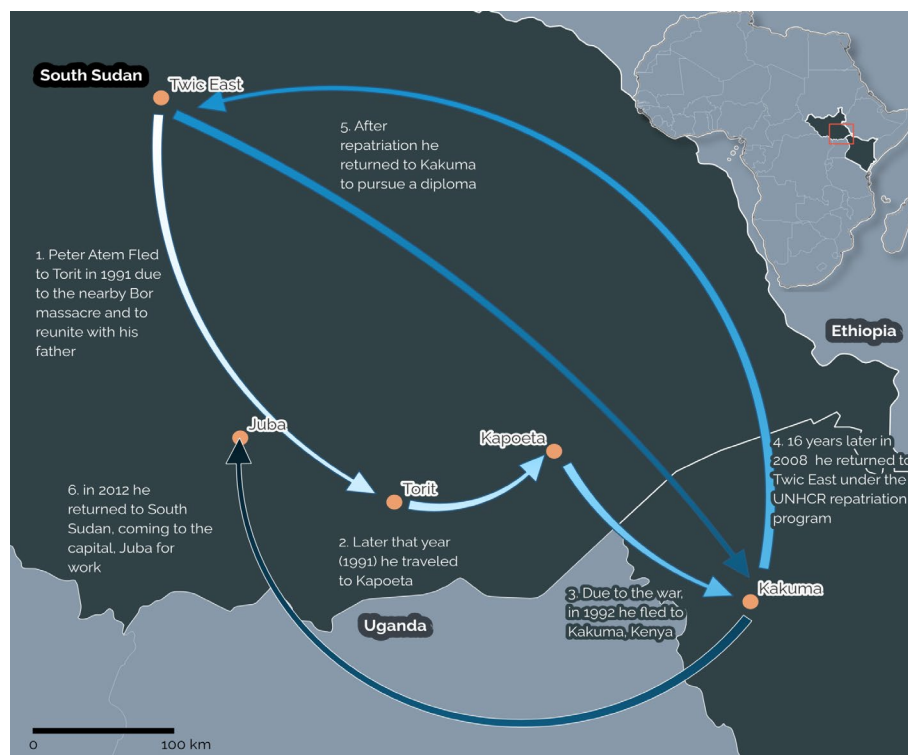 South Sudan
Twic East
5. After
repatriation he
returned to Kakuma
to pursue a diploma
1. Peter Atem Fled
to Torit in 1991 due
to the nearby Bor
massacre and to
reunite with his
father
Ethiopia
Juba
Kapoeta
4. 16 years later in
2008 he returned to
Twic East under the
UNHCR repatriation
program
Torit
6. in 2012 he
returned to South
Sudan, coming to the
capital, Juba for
work
2. Later that year
(1991) he traveled
to Kapoeta
3. Due to the war,
in 1992 he fled to
Kakuma, Kenya
Kakuma
Uganda
0 100 km